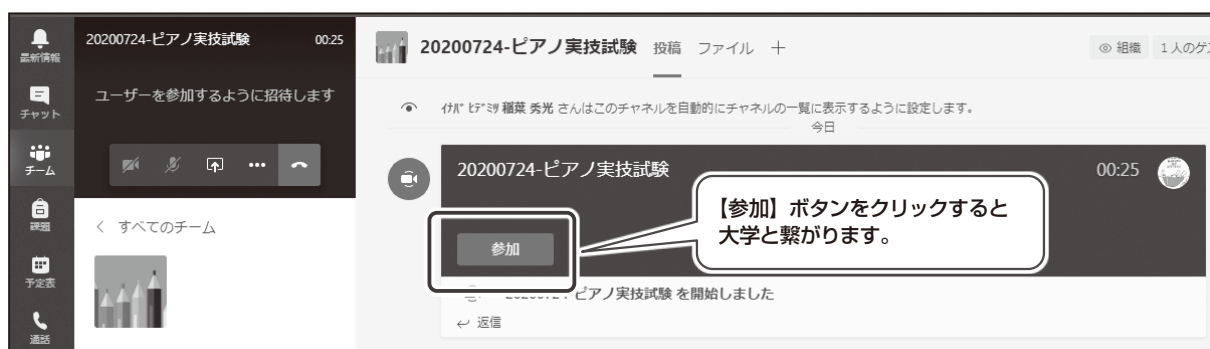 最新情報
チャット
チーム
課題
予定表
通話
20200724-ピアノ実技試験 00:25
ユーザーを参加するように招待します
すべてのチーム
20200724-ピアノ実技試験 投稿 ファイル
組織 1人のゲス
イナバ ヒデミツ 稲葉 秀光 さんはこのチャネルを自動的にチャネルの一覧に表示するように設定します。
今日
20200724-ピアノ実技試験 00:25
参加
【参加】ボタンをクリックすると
大学と繋がります。
ピアノ実技試験 を開始しました
返信